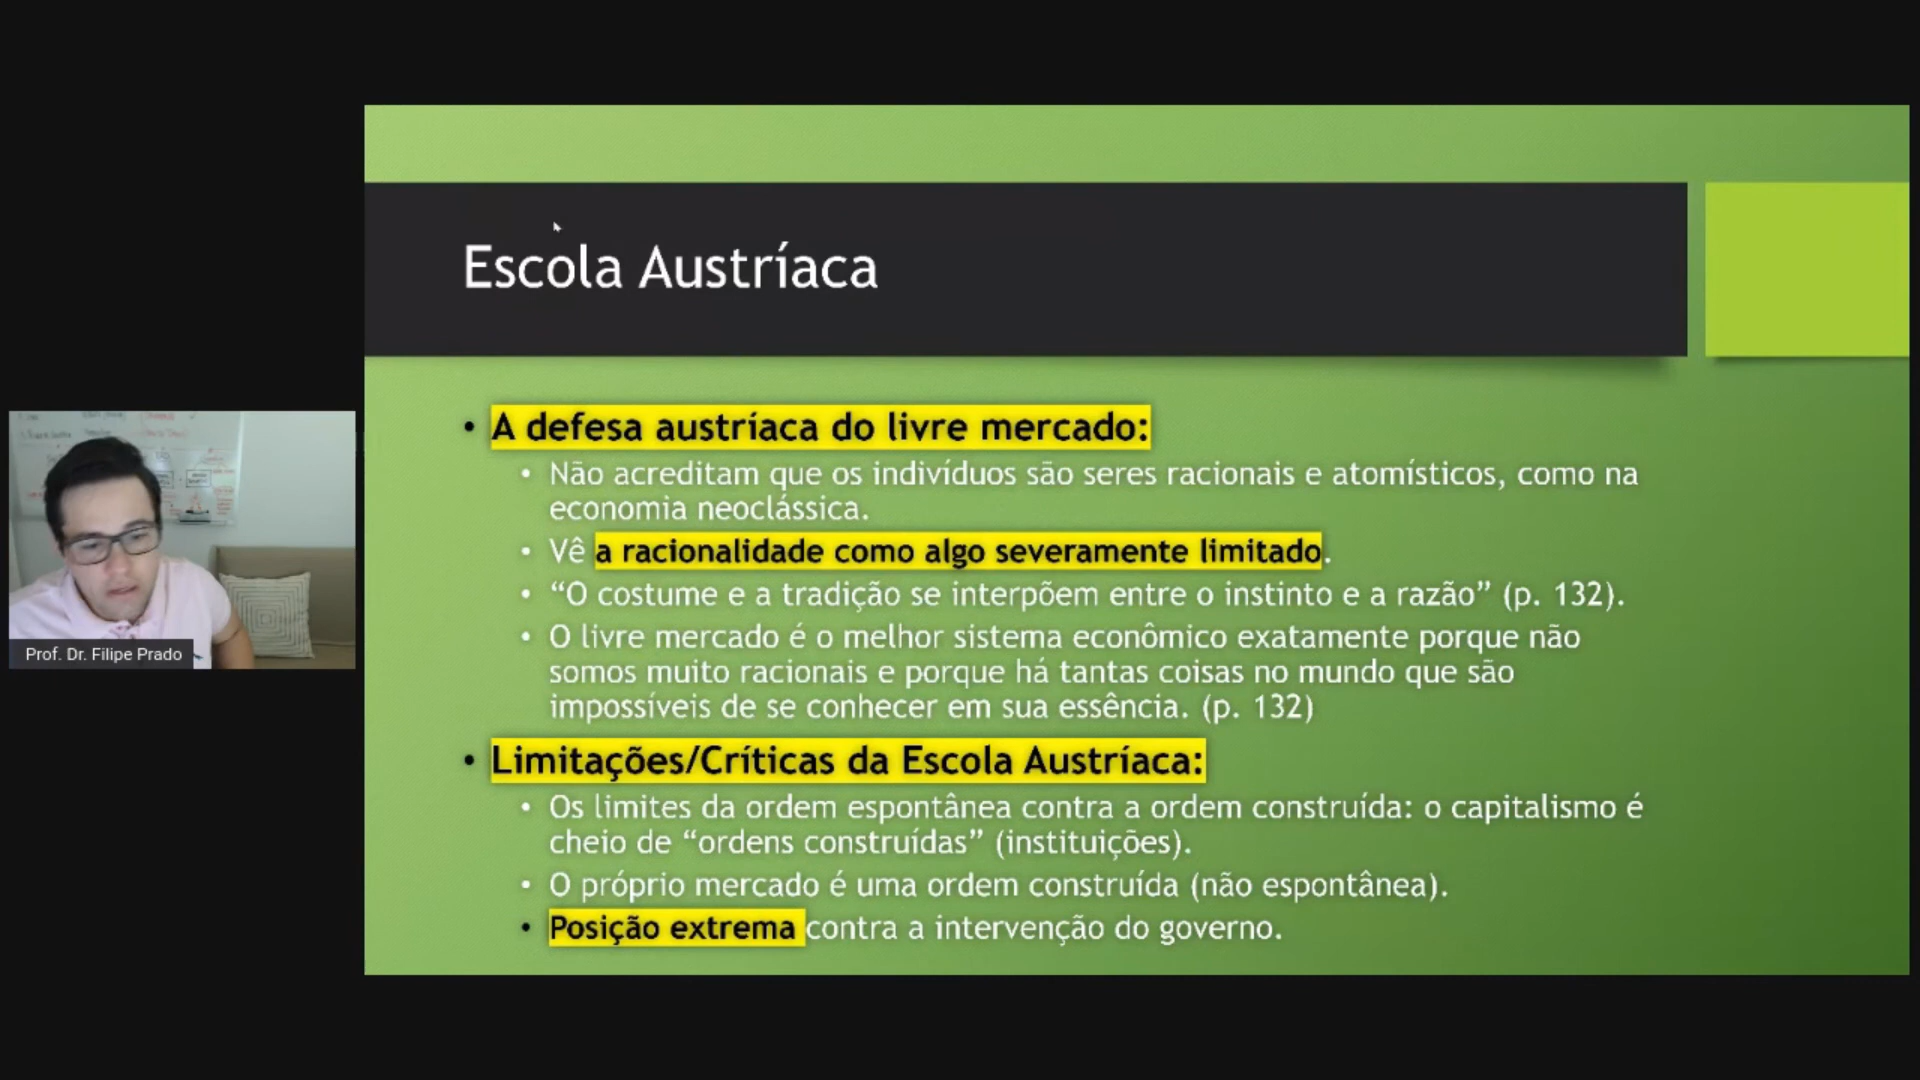 Escola Austríaca
• A defesa austríaca do livre mercado:
• Não acreditam que os indivíduos são seres racionais e atomísticos, como na
economia neoclássica.
• Vê a racionalidade como algo severamente limitado.
• “O costume e a tradição se interpõem entre o instinto e a razão” (p. 132).
• O livre mercado é o melhor sistema econômico exatamente porque não
somos muito racionais e porque há tantas coisas no mundo que são
impossíveis de se conhecer em sua essência. (p. 132)
• Limitações/Críticas da Escola Austríaca:
• Os limites da ordem espontânea contra a ordem construída: o capitalismo é
cheio de “ordens construídas” (instituições).
• O próprio mercado é uma ordem construída (não espontânea).
• Posição extrema contra a intervenção do governo.
Prof. Dr. Filipe Prado